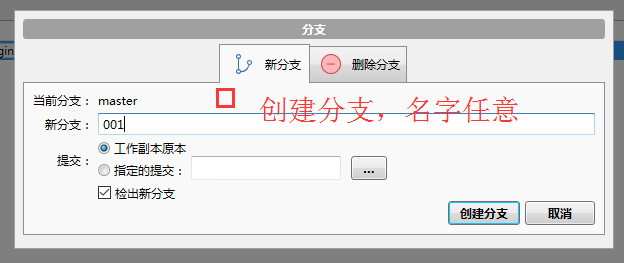 分支
gin
新分支
删除分支
当前分支： master
创建分支，名字任意
新分支： 001
提交： 工作副本原本
指定的提交： ...
检出新分支
创建分支 取消